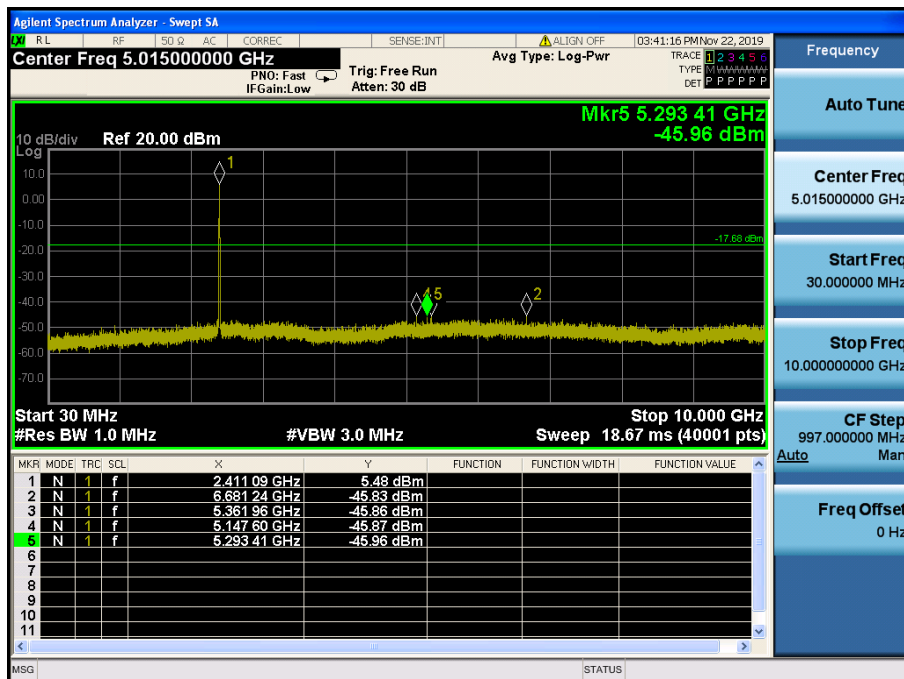 Agilent Spectrum Analyzer - Swept SA
LXI RL RF 50 Ω AC CORREC SENSE:INT ALIGN OFF 03:41:16 PM Nov 22, 2019
Center Freq 5.015000000 GHz
PNO: Fast
IFGain:Low
Trig: Free Run
Atten: 30 dB
Avg Type: Log-Pwr
TRACE 1 2 3 4 5 6
TYPE M
DET P P P P P P
Mkr5 5.293 41 GHz
-45.96 dBm
10 dB/div Ref 20.00 dBm
Log
10.0
0.00
-10.0
-20.0
-30.0
-40.0
-50.0
-60.0
-70.0
1
-17.68 dBm
4 5 2
Start 30 MHz Stop 10.000 GHz
#Res BW 1.0 MHz #VBW 3.0 MHz Sweep 18.67 ms (40001 pts)
MKR MODE TRC SCL X Y FUNCTION FUNCTION WIDTH FUNCTION VALUE
1 N 1 f 2.411 09 GHz 5.48 dBm
2 N 1 f 6.681 24 GHz -45.83 dBm
3 N 1 f 5.361 96 GHz -45.86 dBm
4 N 1 f 5.147 60 GHz -45.87 dBm
5 N 1 f 5.293 41 GHz -45.96 dBm
6
7
8
9
10
11
MSG STATUS
Frequency
Auto Tune
Center Freq
5.015000000 GHz
Start Freq
30.000000 MHz
Stop Freq
10.000000000 GHz
CF Step
997.000000 MHz
Auto Man
Freq Offset
0 Hz